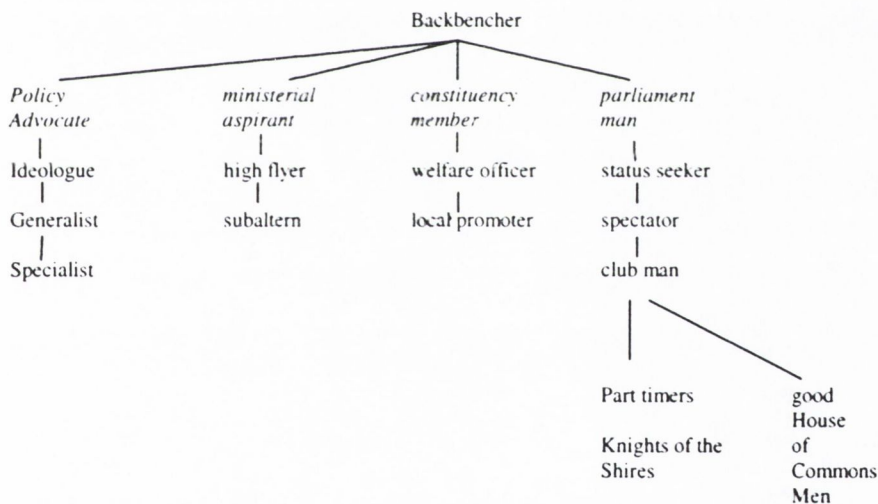 Backbencher
Policy
Advocate
ministerial
aspirant
constituency
member
parliament
man
Ideologue
high flyer
welfare officer
status seeker
Generalist
subaltern
local promoter
spectator
Specialist
club man
Part timers
Knights of the
Shires
good
House
of
Commons
Men